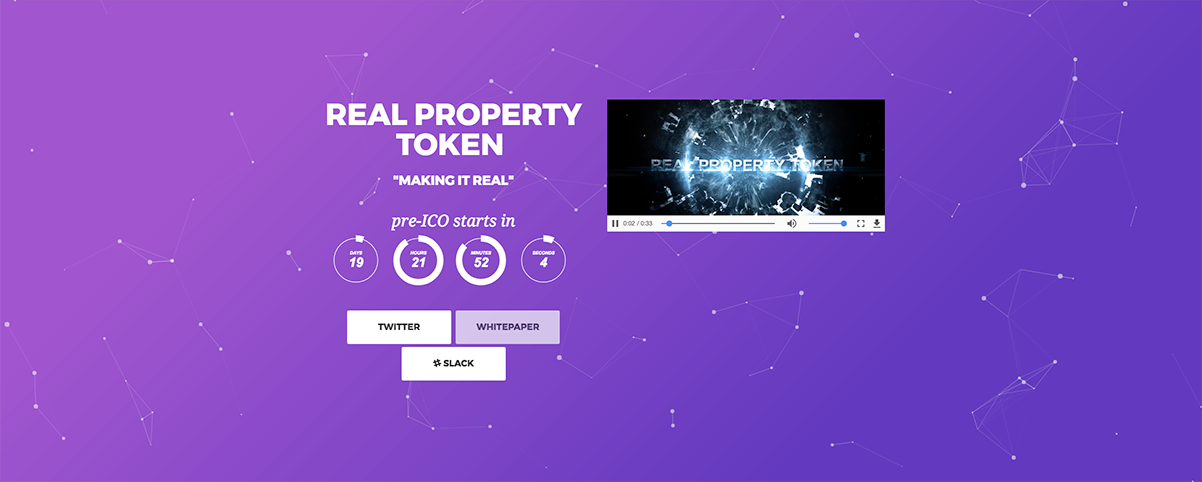 REAL PROPERTY
TOKEN
"MAKING IT REAL"
pre-ICO starts in
DAYS
19
HOURS
21
MINUTES
52
SECONDS
4
TWITTER
WHITEPAPER
SLACK
REAL PROPERTY TOKEN
0:02 / 0:33